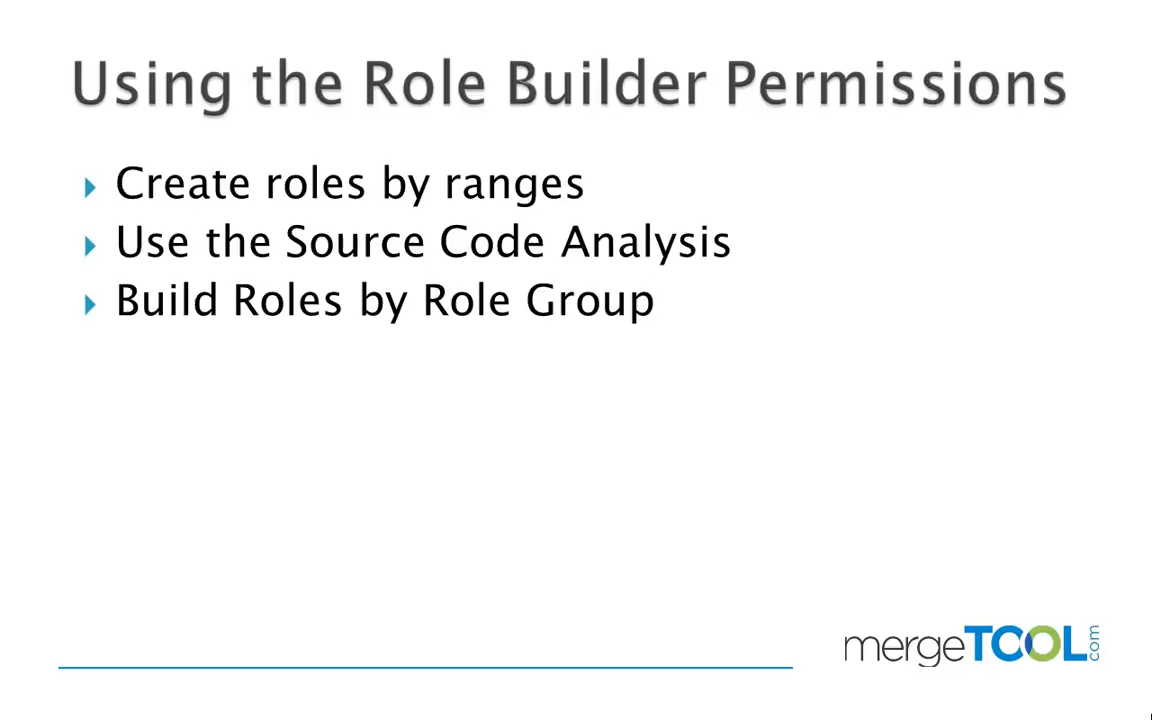 Using the Role Builder Permissions
Create roles by ranges
Use the Source Code Analysis
Build Roles by Role Group
mergeTOOL.com